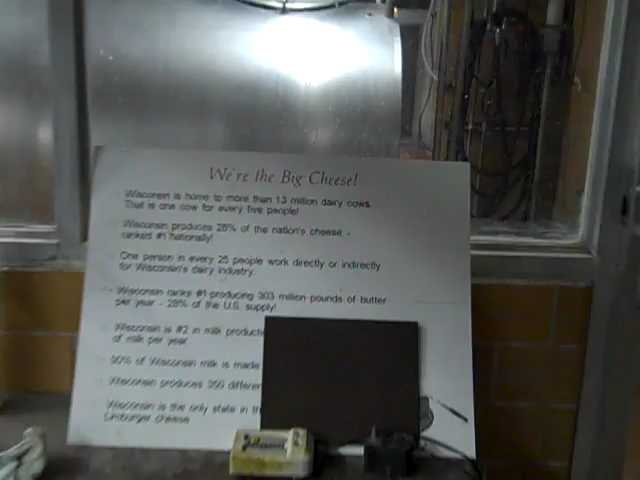 We're the Big Cheese!
Wisconsin is home to more than 1.3 million dairy cows.
That is one cow for every five people!
Wisconsin produces 28% of the nation's cheese -
ranked #1 nationally!
One person in every 25 people work directly or indirectly
for Wisconsin's dairy industry.
Wisconsin ranks #1 producing 303 million pounds of butter
per year - 28% of the U.S. supply!
Wisconsin is #2 in milk producti
of milk per year
90% of Wisconsin milk is made
Wisconsin produces 350 differen
Wisconsin is the only state in th
Limburger cheese